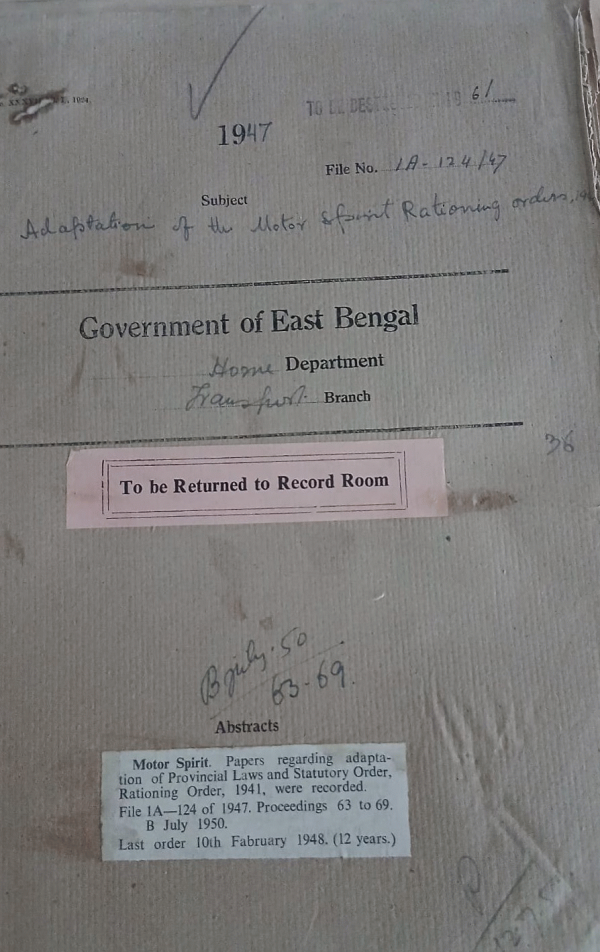 1947
TO BE DES 61
File No. 1A-124/47
Subject
Adaptation of the Motor Spirit Rationing orders, 19
Government of East Bengal
Home Department
Transport Branch
36
To be Returned to Record Room
B July. 50
63-69.
Abstracts
Motor Spirit. Papers regarding adapta-
tion of Provincial Laws and Statutory Order,
Rationing Order, 1941, were recorded.
File 1A—124 of 1947. Proceedings 63 to 69.
B July 1950.
Last order 10th Fabruary 1948. (12 years.)